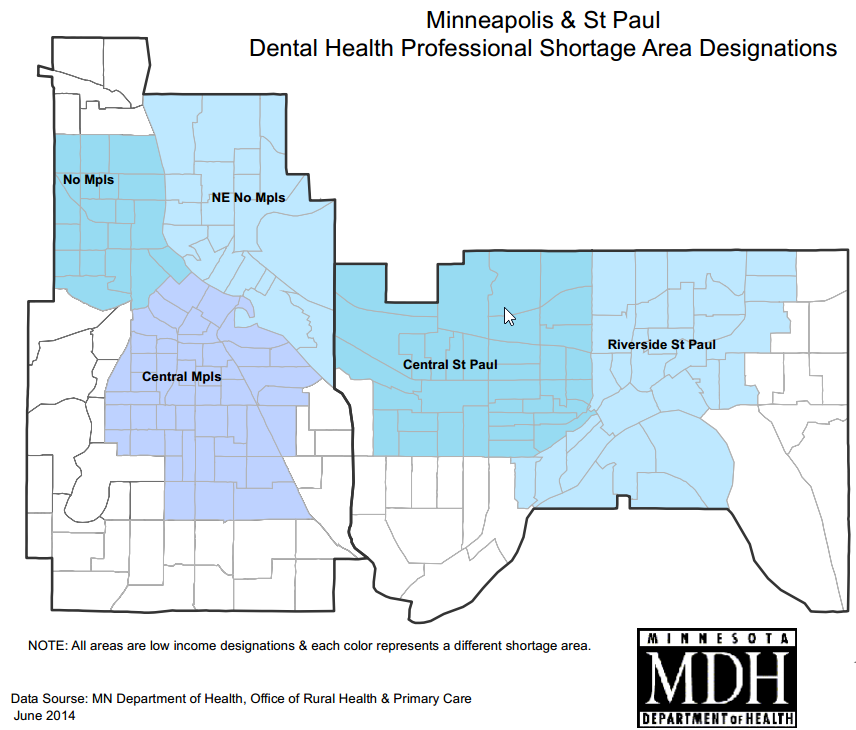 Minneapolis & St Paul
Dental Health Professional Shortage Area Designations
No Mpls
NE No Mpls
Riverside St Paul
Central St Paul
Central Mpls
NOTE: All areas are low income designations & each color represents a different shortage area.
MINNESOTA
MDH
DEPARTMENT OF HEALTH
Data Sourse: MN Department of Health, Office of Rural Health & Primary Care
June 2014